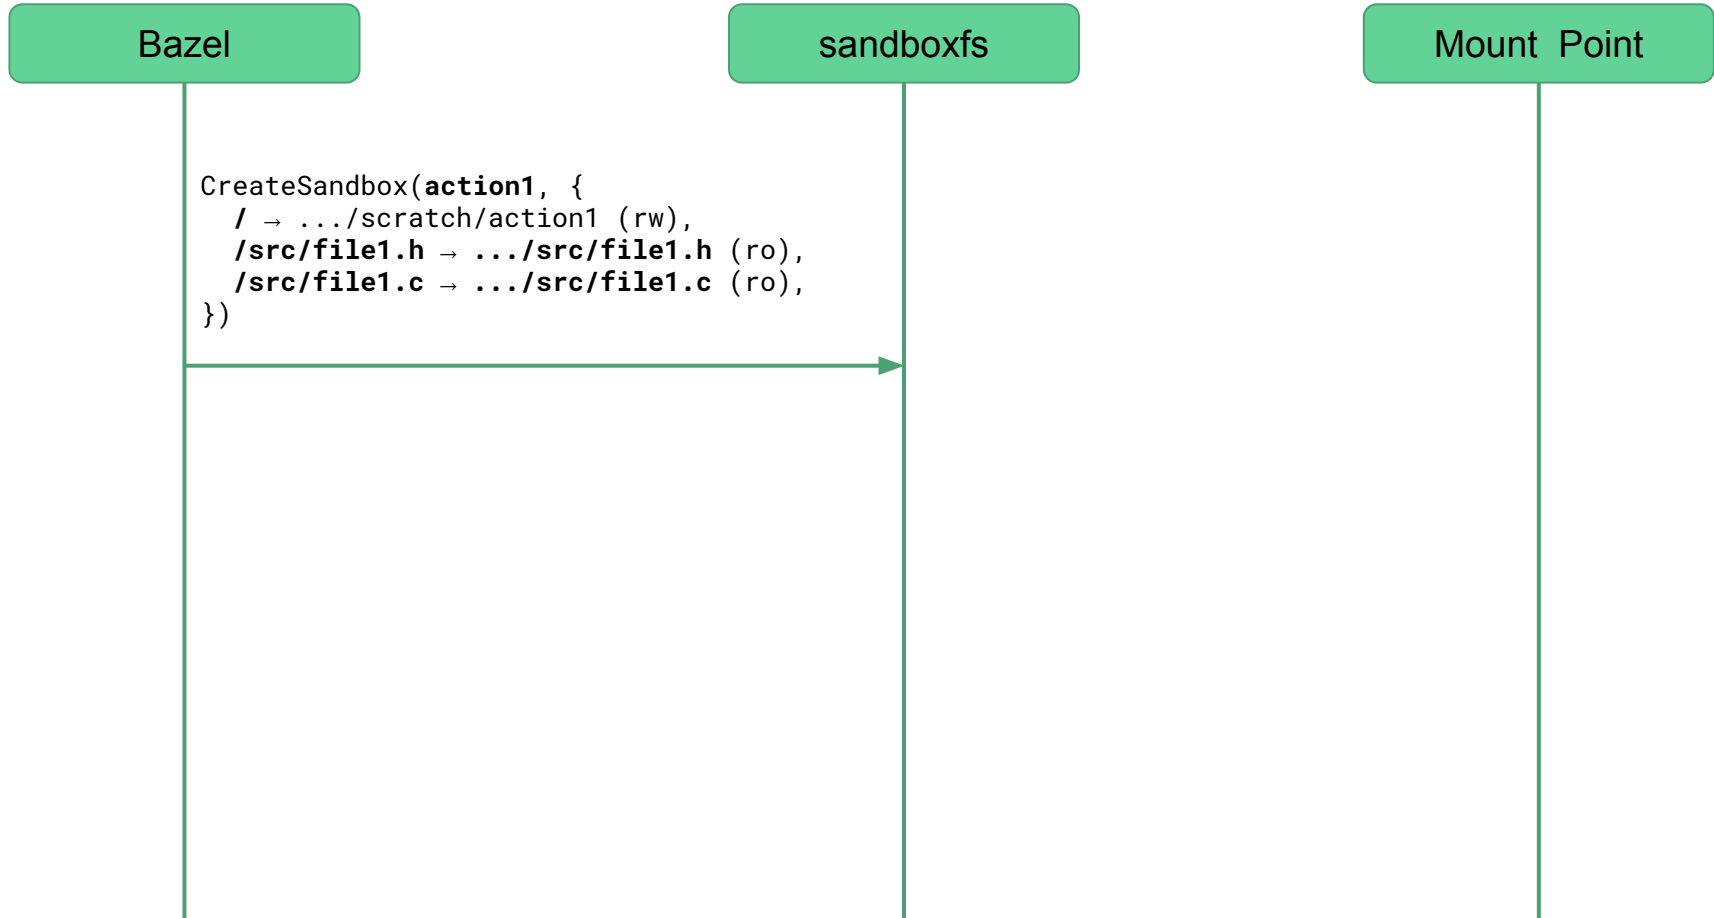 Bazel
sandboxfs
Mount Point
CreateSandbox(action1, {
/ → .../scratch/action1 (rw),
/src/file1.h → .../src/file1.h (ro),
/src/file1.c → .../src/file1.c (ro),
})